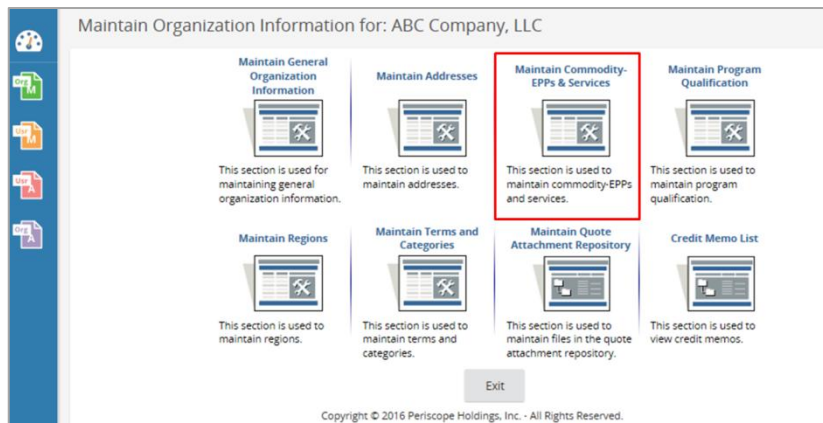 Maintain Organization Information for: ABC Company, LLC
Maintain General
Organization
Information
This section is used for
maintaining general
organization information.
Maintain Addresses
This section is used to
maintain addresses.
Maintain Commodity-
EPPs & Services
This section is used to
maintain commodity-EPPs
and services.
Maintain Program
Qualification
This section is used to
maintain program
qualification.
Org
M
Usr
M
Usr
A
Org
A
Maintain Regions
This section is used to
maintain regions.
Maintain Terms and
Categories
This section is used to
maintain terms and
categories.
Maintain Quote
Attachment Repository
This section is used to
maintain files in the quote
attachment repository.
Credit Memo List
This section is used to
view credit memos.
Exit
Copyright © 2016 Periscope Holdings, Inc. - All Rights Reserved.